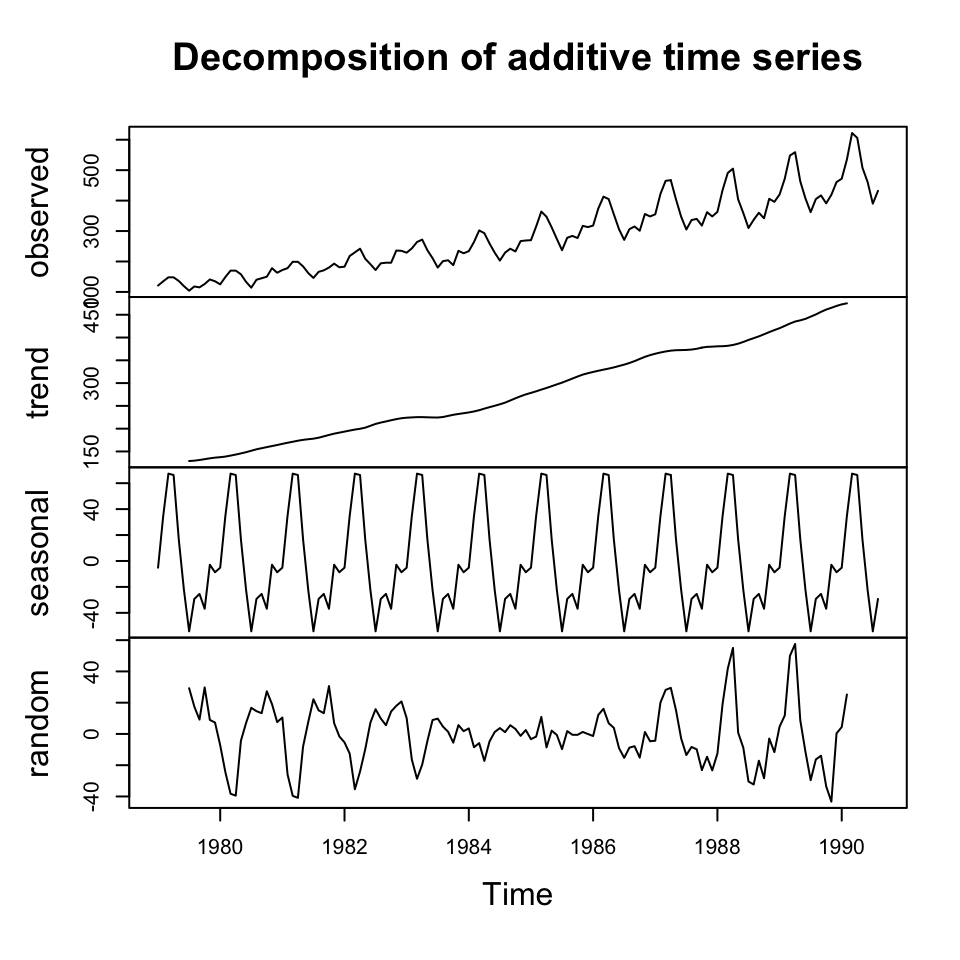 Decomposition of additive time series
observed
100 300 500
trend
150 300 450
seasonal
-40 0 40
random
-40 0 40
1980 1982 1984 1986 1988 1990
Time